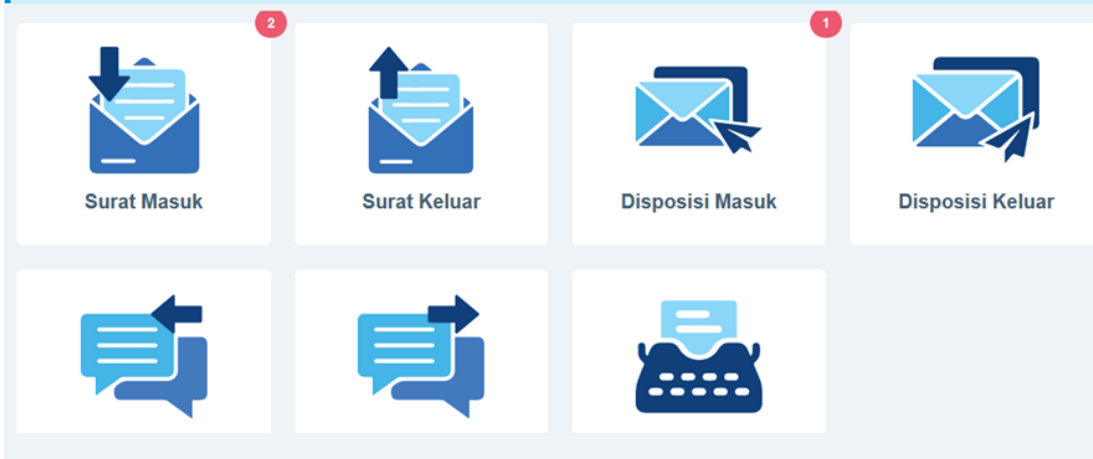 2
1
Surat Masuk
Surat Keluar
Disposisi Masuk
Disposisi Keluar